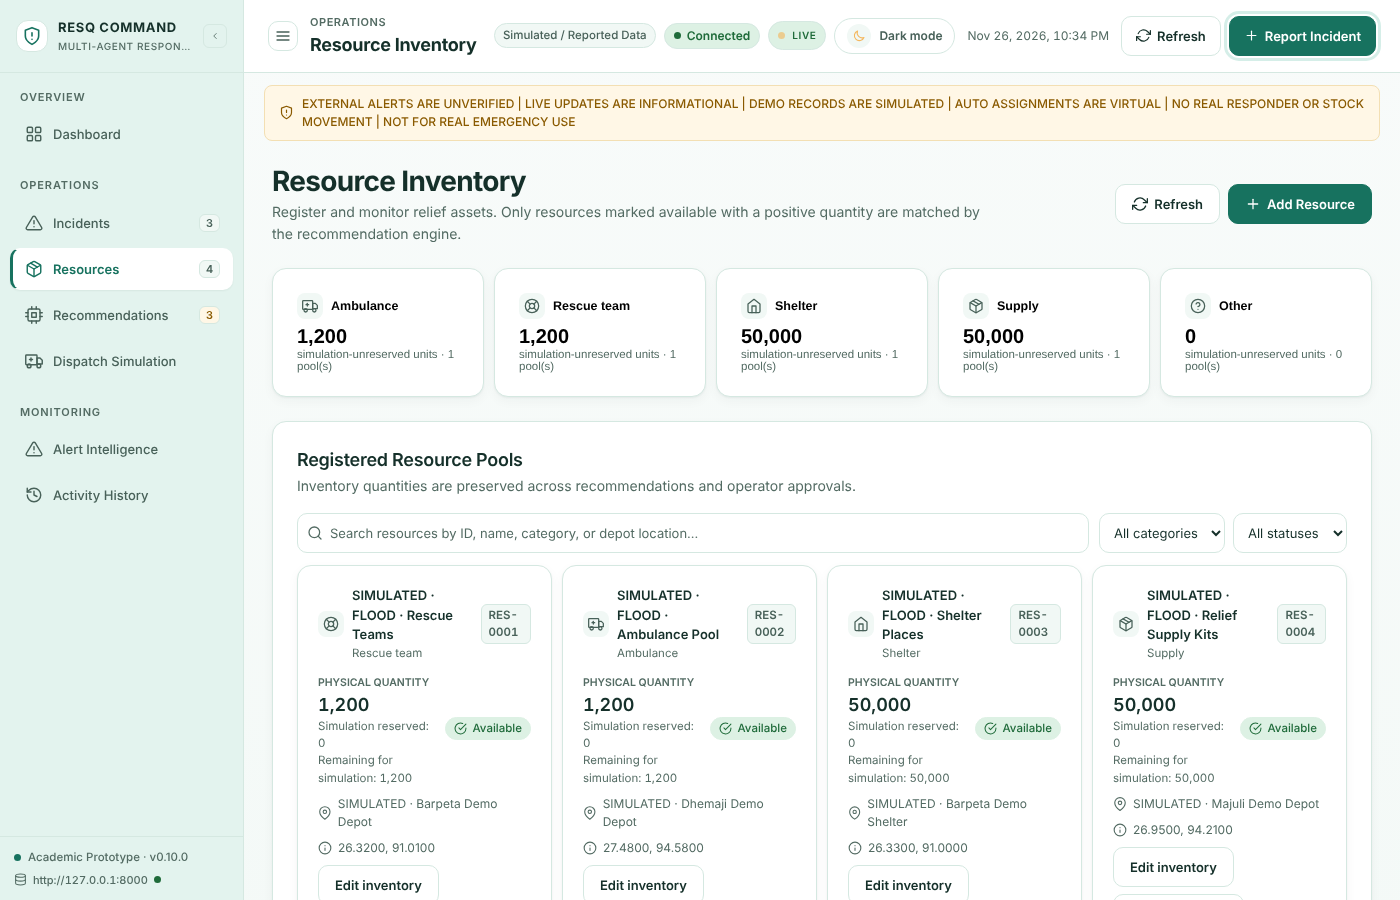 RESQ COMMAND
MULTI-AGENT RESPON...
OVERVIEW
Dashboard
OPERATIONS
Incidents 3
Resources 4
Recommendations 3
Dispatch Simulation
MONITORING
Alert Intelligence
Activity History
Academic Prototype · v0.10.0
http://127.0.0.1:8000
OPERATIONS
Resource Inventory
Simulated / Reported Data
Connected
LIVE
Dark mode
Nov 26, 2026, 10:34 PM
Refresh
Report Incident
EXTERNAL ALERTS ARE UNVERIFIED | LIVE UPDATES ARE INFORMATIONAL | DEMO RECORDS ARE SIMULATED | AUTO ASSIGNMENTS ARE VIRTUAL | NO REAL RESPONDER OR STOCK
MOVEMENT | NOT FOR REAL EMERGENCY USE
Resource Inventory
Register and monitor relief assets. Only resources marked available with a positive quantity are matched by
the recommendation engine.
Refresh
Add Resource
Ambulance
1,200
simulation-unreserved units · 1
pool(s)
Rescue team
1,200
simulation-unreserved units · 1
pool(s)
Shelter
50,000
simulation-unreserved units · 1
pool(s)
Supply
50,000
simulation-unreserved units · 1
pool(s)
Other
0
simulation-unreserved units · 0
pool(s)
Registered Resource Pools
Inventory quantities are preserved across recommendations and operator approvals.
Search resources by ID, name, category, or depot location...
All categories
All statuses
SIMULATED ·
FLOOD · Rescue
Teams
Rescue team
RES-
0001
PHYSICAL QUANTITY
1,200
Simulation reserved:
0
Remaining for
simulation: 1,200
Available
SIMULATED · Barpeta Demo
Depot
26.3200, 91.0100
Edit inventory
SIMULATED ·
FLOOD ·
Ambulance Pool
Ambulance
RES-
0002
PHYSICAL QUANTITY
1,200
Simulation reserved:
0
Remaining for
simulation: 1,200
Available
SIMULATED · Dhemaji Demo
Depot
27.4800, 94.5800
Edit inventory
SIMULATED ·
FLOOD · Shelter
Places
Shelter
RES-
0003
PHYSICAL QUANTITY
50,000
Simulation reserved:
0
Remaining for
simulation: 50,000
Available
SIMULATED · Barpeta Demo
Shelter
26.3300, 91.0000
Edit inventory
SIMULATED ·
FLOOD · Relief
Supply Kits
Supply
RES-
0004
PHYSICAL QUANTITY
50,000
Simulation reserved:
0
Remaining for
simulation: 50,000
Available
SIMULATED · Majuli Demo Depot
26.9500, 94.2100
Edit inventory